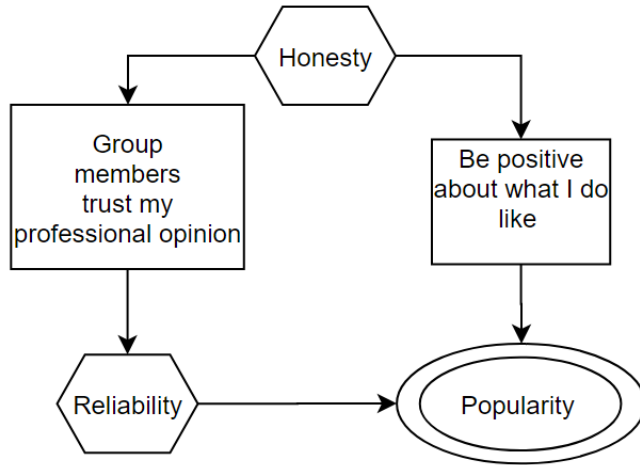 Honesty
Group
members
trust my
professional opinion
Be positive
about what I do
like
Reliability
Popularity